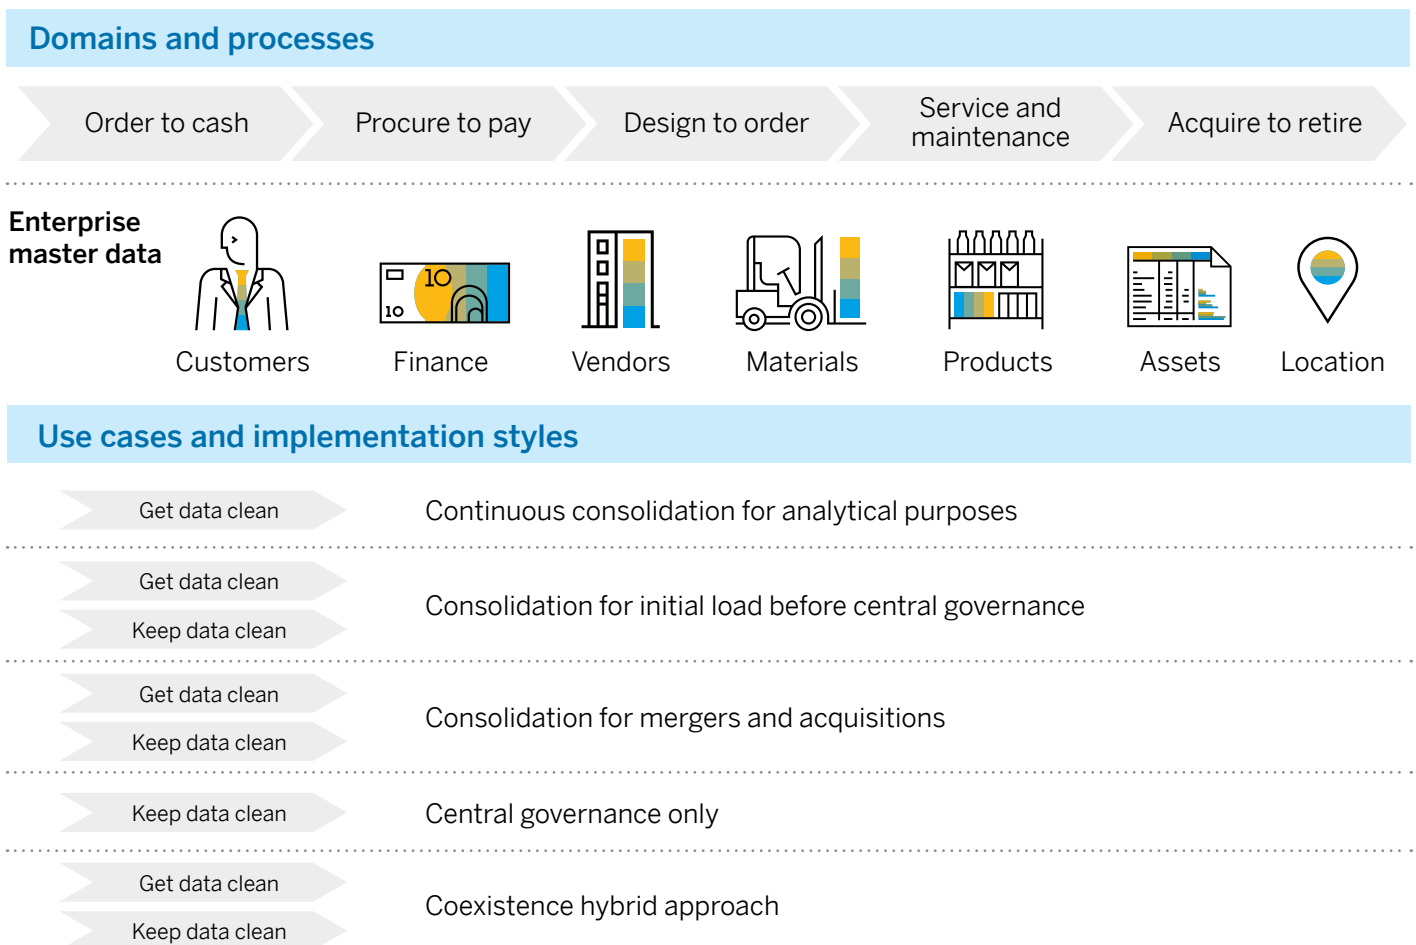 Domains and processes
Order to cash
Procure to pay
Design to order
Service and
maintenance
Acquire to retire
Enterprise
master data
10
10
Customers
Finance
Vendors
Materials
Products
Assets
Location
Use cases and implementation styles
Get data clean
Continuous consolidation for analytical purposes
Get data clean
Keep data clean
Consolidation for initial load before central governance
Get data clean
Keep data clean
Consolidation for mergers and acquisitions
Keep data clean
Central governance only
Get data clean
Keep data clean
Coexistence hybrid approach